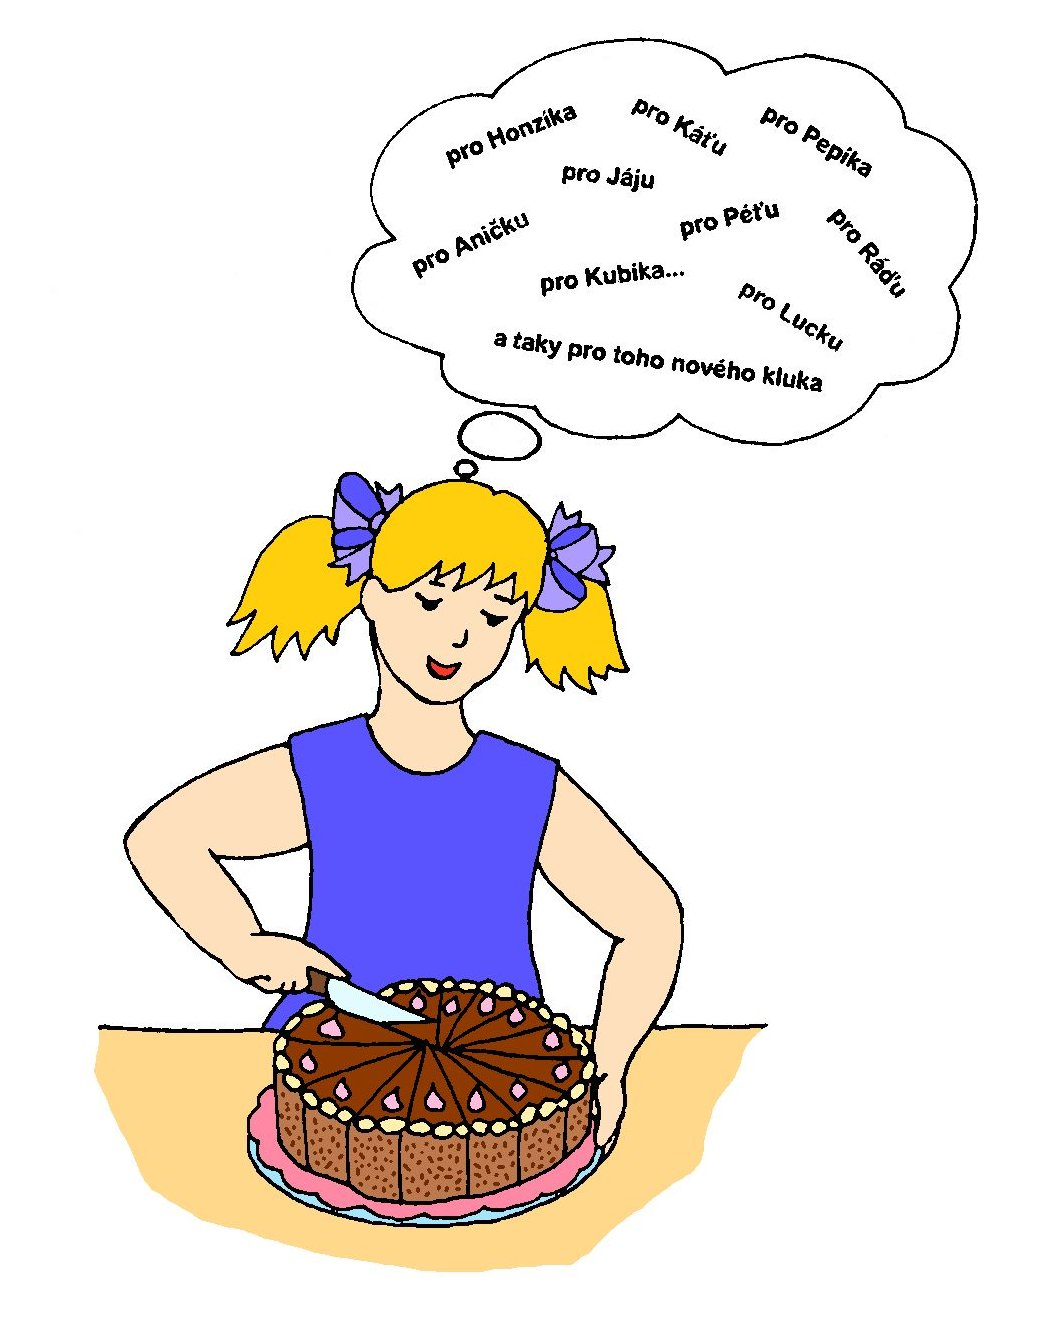 pro Honzíka
pro Káťu
pro Pepíka
pro Jáju
pro Aničku
pro Péťu
pro Ráďu
pro Kubíka...
pro Lucku
a taky pro toho nového kluka